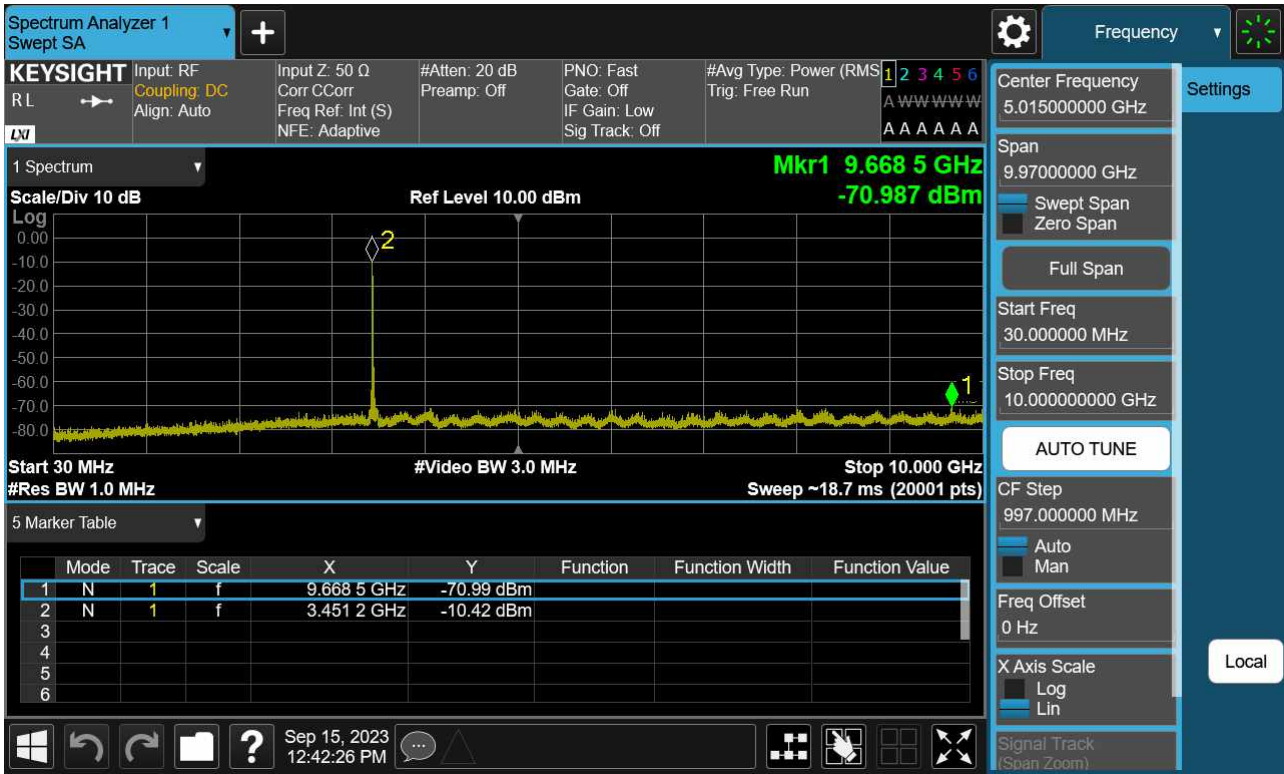 Spectrum Analyzer 1
Swept SA
Frequency
KEYSIGHT
RL
LXI
Input: RF
Coupling: DC
Align: Auto
Input Z: 50 Ω
Corr CCorr
Freq Ref: Int (S)
NFE: Adaptive
#Atten: 20 dB
Preamp: Off
PNO: Fast
Gate: Off
IF Gain: Low
Sig Track: Off
#Avg Type: Power (RMS
Trig: Free Run
1 2 3 4 5 6
A W W W W W
A A A A A A
1 Spectrum
Scale/Div 10 dB
Ref Level 10.00 dBm
Mkr1 9.668 5 GHz
-70.987 dBm
Log
0.00
-10.0
-20.0
-30.0
-40.0
-50.0
-60.0
-70.0
-80.0
2
1
Start 30 MHz
#Video BW 3.0 MHz
Stop 10.000 GHz
#Res BW 1.0 MHz
Sweep ~18.7 ms (20001 pts)
5 Marker Table
Mode Trace Scale X Y Function Function Width Function Value
1 N 1 f 9.668 5 GHz -70.99 dBm
2 N 1 f 3.451 2 GHz -10.42 dBm
3
4
5
6
?
Sep 15, 2023
12:42:26 PM
Center Frequency
5.015000000 GHz
Span
9.97000000 GHz
Swept Span
Zero Span
Full Span
Start Freq
30.000000 MHz
Stop Freq
10.000000000 GHz
AUTO TUNE
CF Step
997.000000 MHz
Auto
Man
Freq Offset
0 Hz
X Axis Scale
Log
Lin
Signal Track
(Span Zoom)
Settings
Local